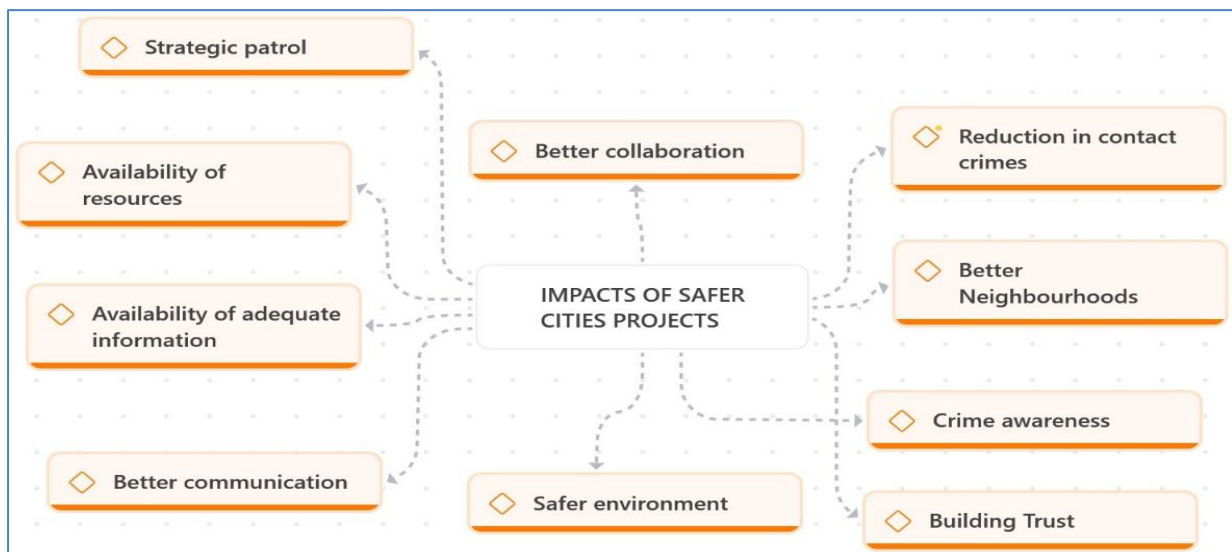 Strategic patrol
Better collaboration
Reduction in contact
crimes
Availability of
resources
Better
Neighbourhoods
IMPACTS OF SAFER
CITIES PROJECTS
Availability of adequate
information
Crime awareness
Better communication
Safer environment
Building Trust